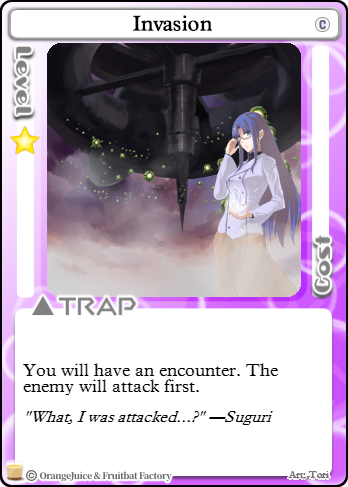 Invasion
C
Level
Cost
TRAP
You will have an encounter. The
enemy will attack first.
"What, I was attacked...?" —Suguri
© OrangeJuice & Fruitbat Factory
Art: Tori